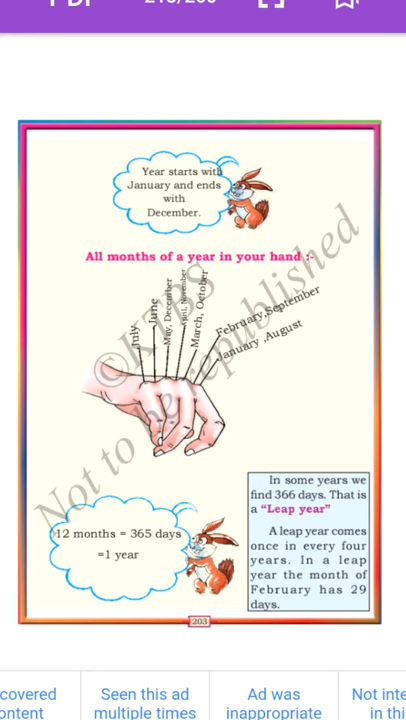 Year starts with
January and ends
with
December.
All months of a year in your hand :-
July
June
May, December
April, November
March, October
February,September
January ,August
©KTBS
Not to be republished
In some years we
find 366 days. That is
a “Leap year”
A leap year comes
once in every four
years. In a leap
year the month of
February has 29
days.
12 months = 365 days
=1 year
203
covered
ontent
Seen this ad
multiple times
Ad was
inappropriate
Not inte
in thi